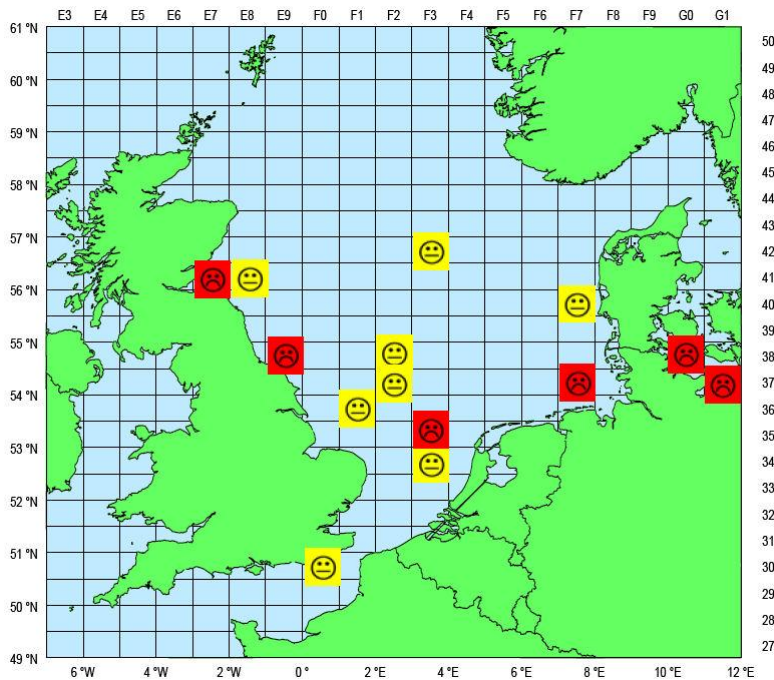 E3 E4 E5 E6 E7 E8 E9 F0 F1 F2 F3 F4 F5 F6 F7 F8 F9 G0 G1
61 °N
50
49
60 °N
48
47
59 °N
46
45
58 °N
44
43
57 °N
42
41
56 °N
40
39
55 °N
38
37
54 °N
36
35
53 °N
34
33
52 °N
32
31
51 °N
30
29
50 °N
28
27
49 °N
6 °W 4 °W 2 °W 0 ° 2 °E 4 °E 6 °E 8 °E 10 °E 12 °E